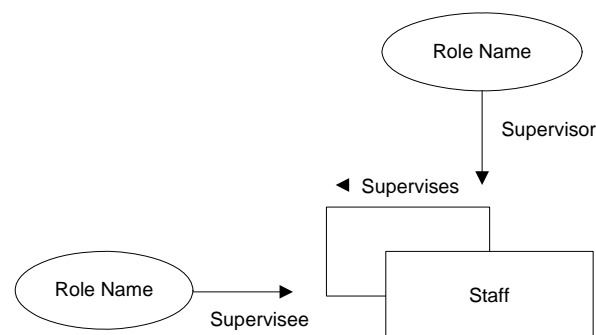 Role Name
Supervisor
◄ Supervises
Role Name
Staff
Supervisee